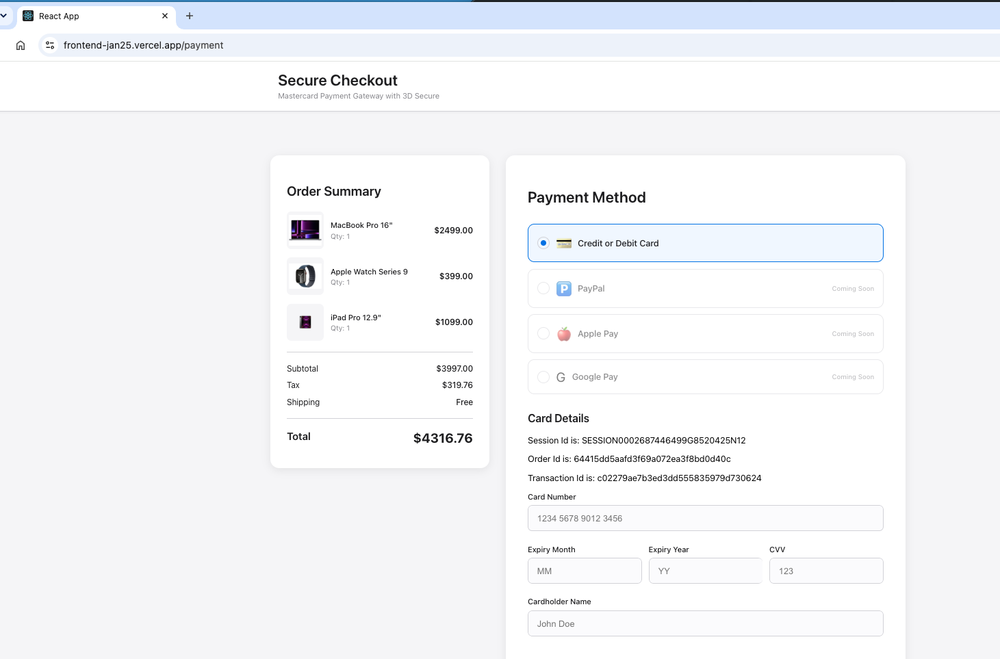 React App
frontend-jan25.vercel.app/payment
Secure Checkout
Mastercard Payment Gateway with 3D Secure
Order Summary
MacBook Pro 16"
Qty: 1
$2499.00
Apple Watch Series 9
Qty: 1
$399.00
iPad Pro 12.9"
Qty: 1
$1099.00
Subtotal $3997.00
Tax $319.76
Shipping Free
Total $4316.76
Payment Method
Credit or Debit Card
P PayPal Coming Soon
Apple Pay Coming Soon
G Google Pay Coming Soon
Card Details
Session Id is: SESSION0002687446499G8520425N12
Order Id is: 64415dd5aafd3f69a072ea3f8bd0d40c
Transaction Id is: c02279ae7b3ed3dd555835979d730624
Card Number
1234 5678 9012 3456
Expiry Month Expiry Year CVV
MM YY 123
Cardholder Name
John Doe